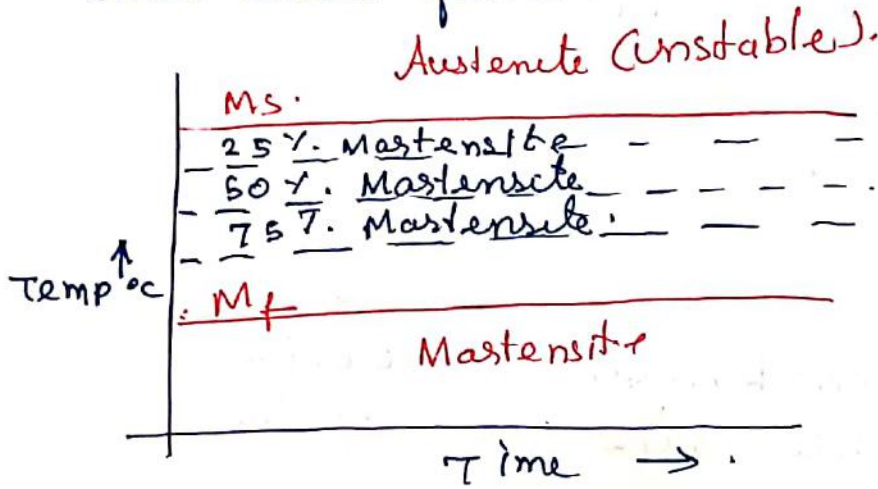 Austenite (unstable).
Ms.
25 %. Martensite
50 %. Martensite
75 %. Martensite.
Temp °C
Mf
Martensite
Time →.